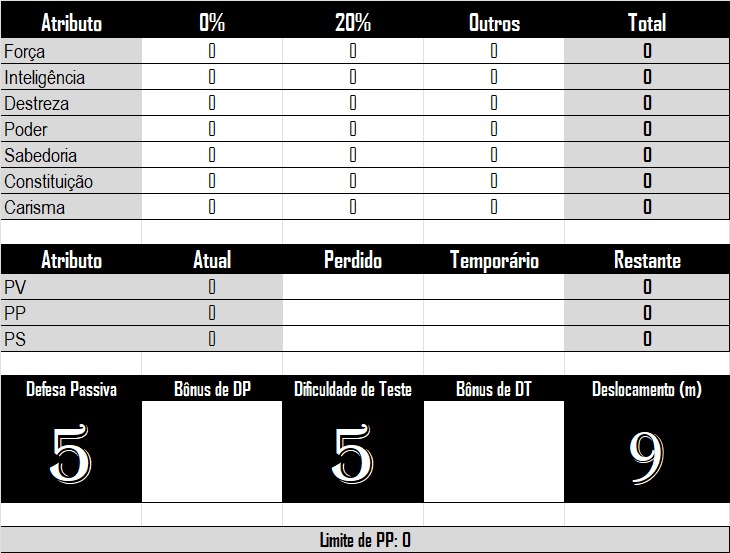 Atributo 0% 20% Outros Total
Força 0 0 0 0
Inteligência 0 0 0 0
Destreza 0 0 0 0
Poder 0 0 0 0
Sabedoria 0 0 0 0
Constituição 0 0 0 0
Carisma 0 0 0 0
Atributo Atual Perdido Temporário Restante
PV 0 0
PP 0 0
PS 0 0
Defesa Passiva Bônus de DP Dificuldade de Teste Bônus de DT Deslocamento (m)
5 5 9
Limite de PP: 0